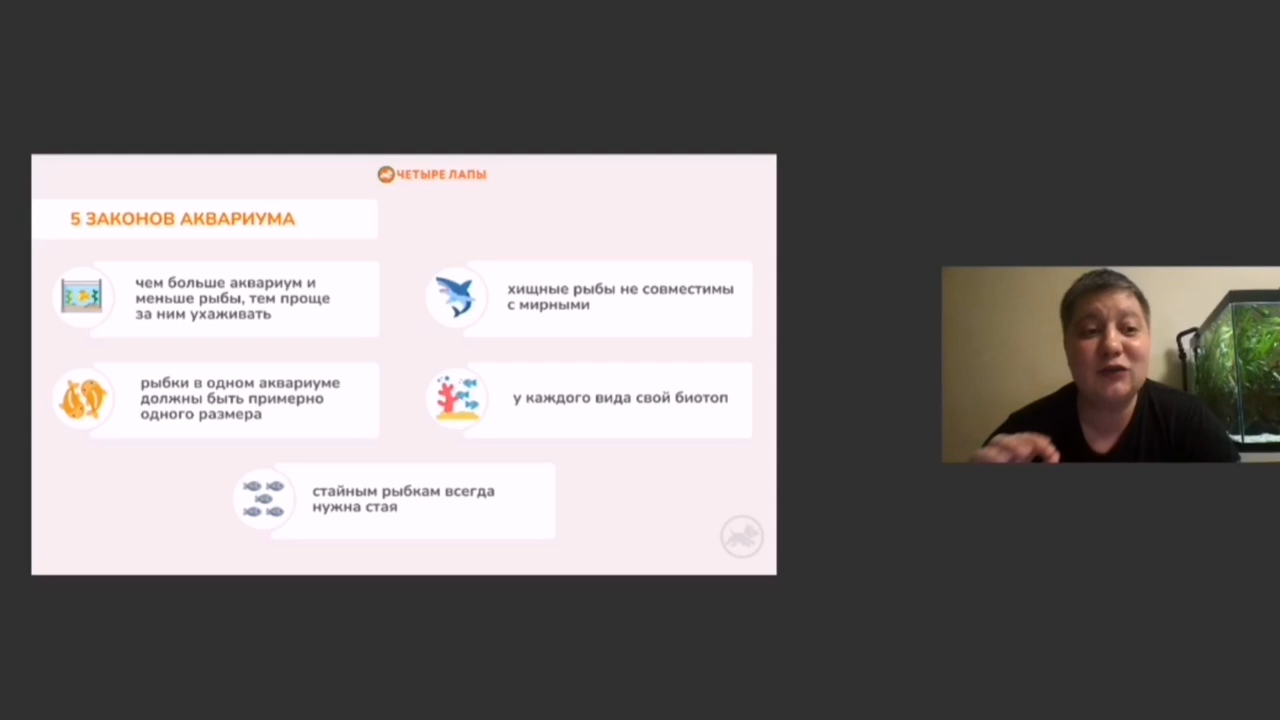 ЧЕТЫРЕ ЛАПЫ
5 ЗАКОНОВ АКВАРИУМА
чем больше аквариум и
меньше рыбы, тем проще
за ним ухаживать
хищные рыбы не совместимы
с мирными
рыбки в одном аквариуме
должны быть примерно
одного размера
у каждого вида свой биотоп
стайным рыбкам всегда
нужна стая